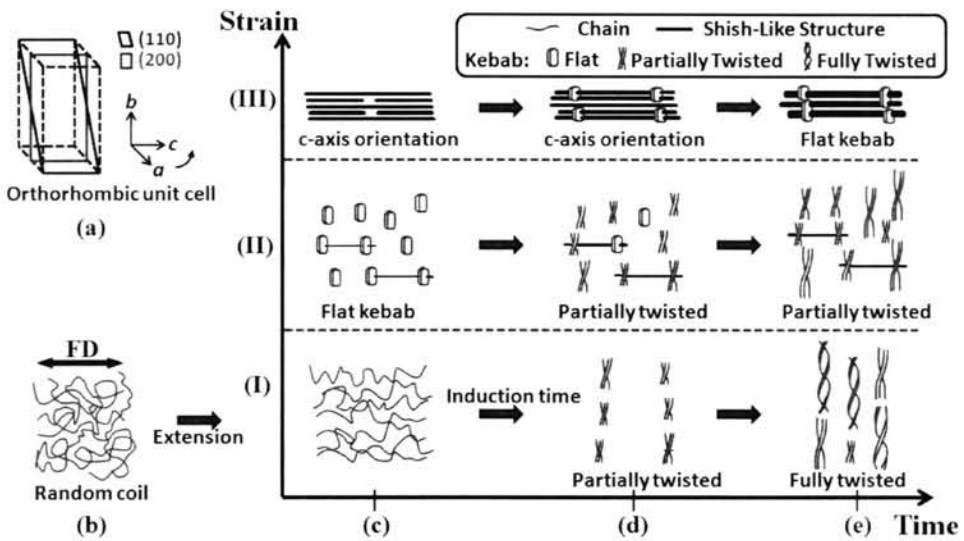 Strain
Chain
Shish-Like Structure
Kebab:
Flat
Partially Twisted
Fully Twisted
(110)
(200)
b
c
a
Orthorhombic unit cell
(a)
(III)
c-axis orientation
c-axis orientation
Flat kebab
(II)
Flat kebab
Partially twisted
Partially twisted
FD
Extension
Random coil
(b)
(I)
Induction time
Partially twisted
Fully twisted
(c)
(d)
(e)
Time